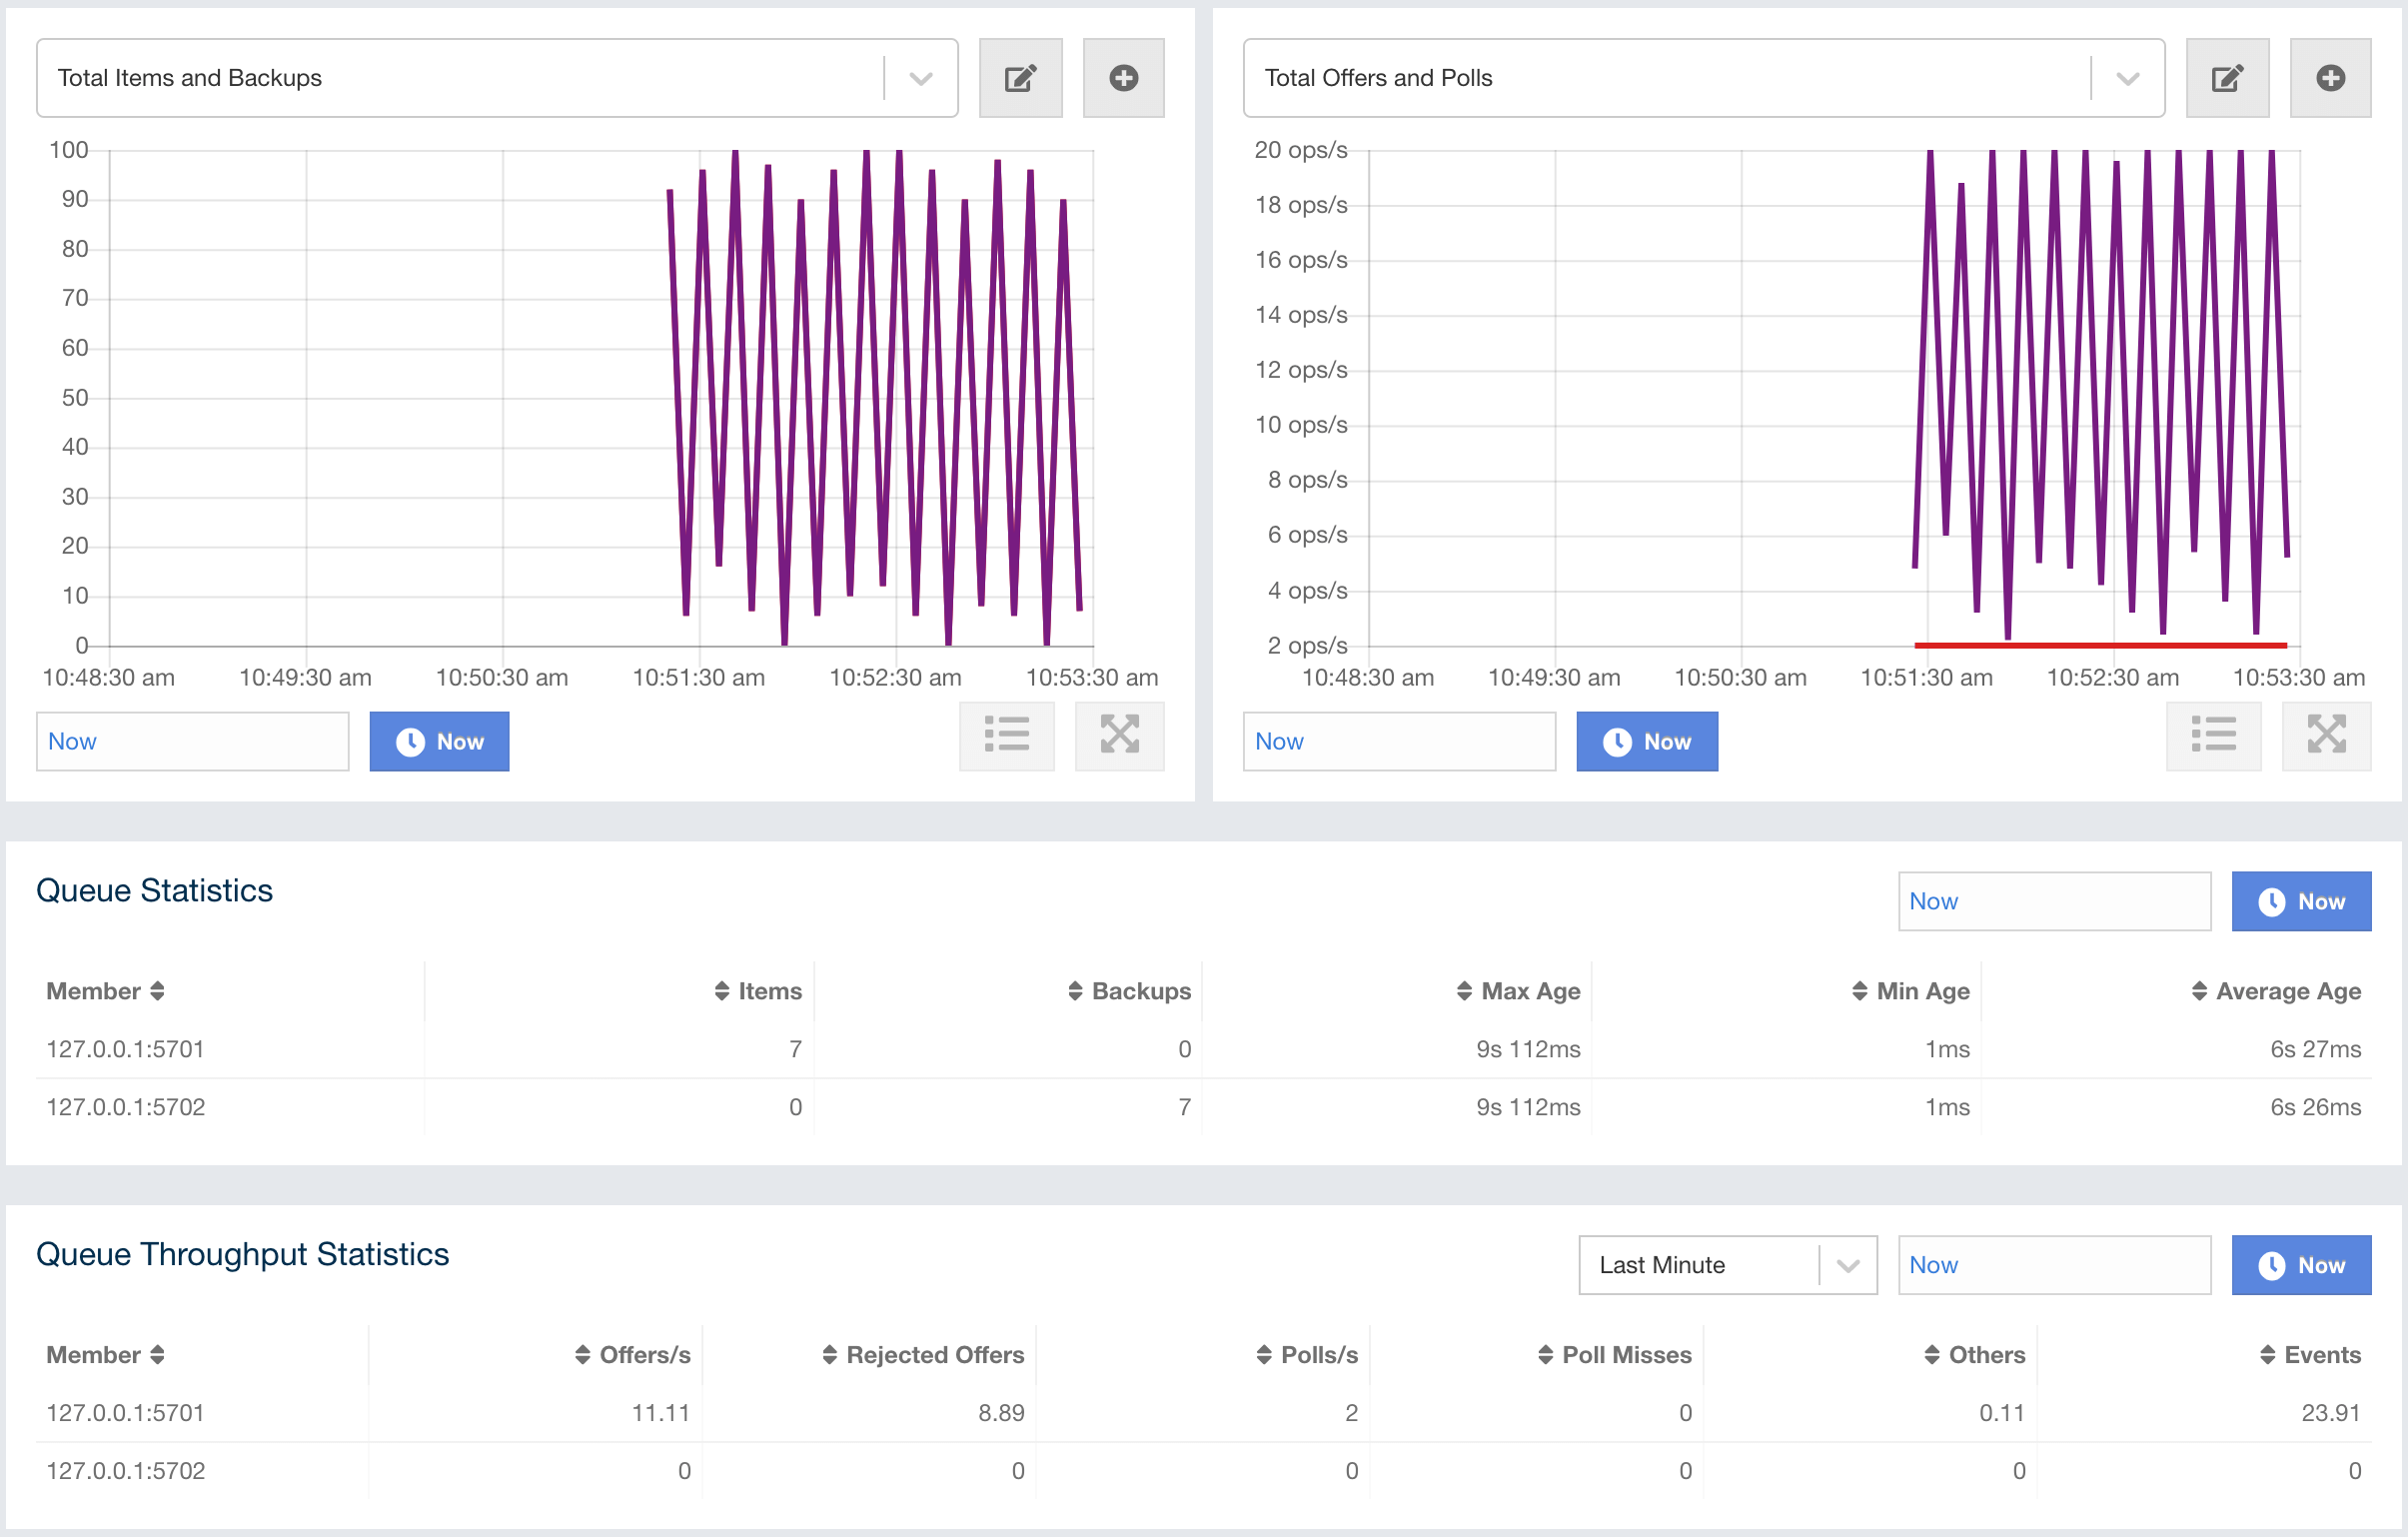 Total Items and Backups
100
90
80
70
60
50
40
30
20
10
0
10:48:30 am 10:49:30 am 10:50:30 am 10:51:30 am 10:52:30 am 10:53:30 am
Now Now
Total Offers and Polls
20 ops/s
18 ops/s
16 ops/s
14 ops/s
12 ops/s
10 ops/s
8 ops/s
6 ops/s
4 ops/s
2 ops/s
10:48:30 am 10:49:30 am 10:50:30 am 10:51:30 am 10:52:30 am 10:53:30 am
Now Now
Queue Statistics Now Now
Member Items Backups Max Age Min Age Average Age
127.0.0.1:5701 7 0 9s 112ms 1ms 6s 27ms
127.0.0.1:5702 0 7 9s 112ms 1ms 6s 26ms
Queue Throughput Statistics Last Minute Now Now
Member Offers/s Rejected Offers Polls/s Poll Misses Others Events
127.0.0.1:5701 11.11 8.89 2 0 0.11 23.91
127.0.0.1:5702 0 0 0 0 0 0